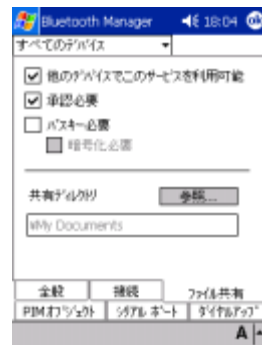 Bluetooth Manager 18:04
すべてのﾃﾞﾊﾞｲｽ
他のﾃﾞﾊﾞｲｽでこのｻｰﾋﾞｽを利用可能
承認必要
ﾊﾟｽｷｰ必要
暗号化必要
共有ﾃﾞｨﾚｸﾄﾘ 参照...
¥My Documents
全般 接続 ﾌｧｲﾙ共有
PIMｵﾌﾞｼﾞｪｸﾄ ｼﾘｱﾙ ﾎﾟｰﾄ ﾀﾞｲﾔﾙｱｯﾌﾟ
A